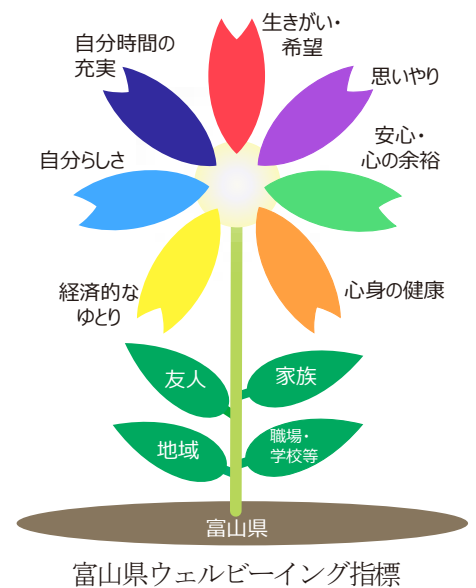 生きがい・
希望
自分時間の
充実
思いやり
安心・
心の余裕
自分らしさ
経済的な
ゆとり
心身の健康
友人
家族
地域
職場・
学校等
富山県
富山県ウェルビーイング指標